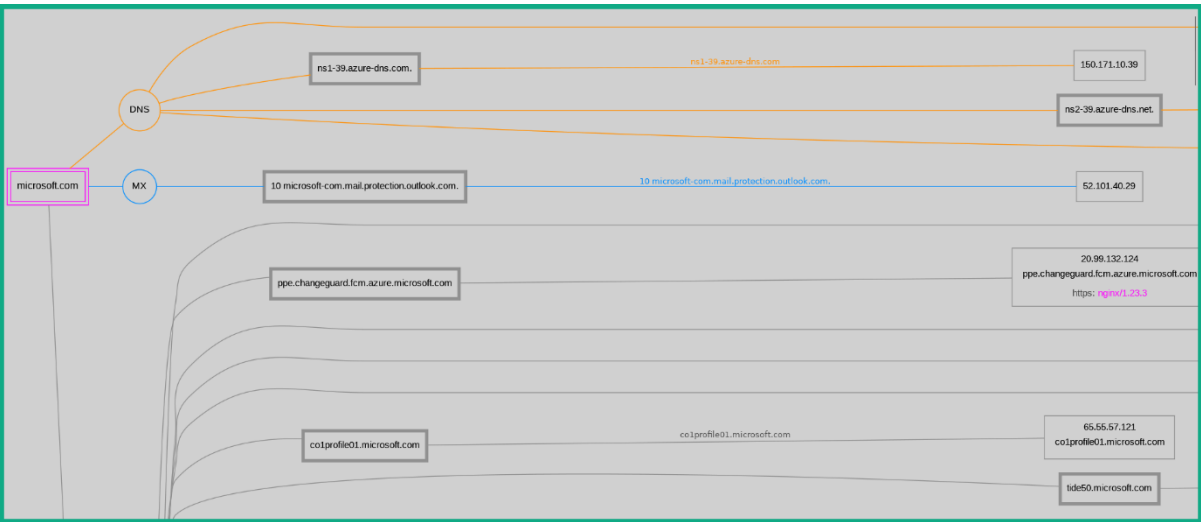 ns1-39.azure-dns.com.
ns1-39.azure-dns.com
150.171.10.39
DNS
ns2-39.azure-dns.net.
microsoft.com
MX
10 microsoft-com.mail.protection.outlook.com.
10 microsoft-com.mail.protection.outlook.com.
52.101.40.29
ppe.changeguard.fcm.azure.microsoft.com
20.99.132.124
ppe.changeguard.fcm.azure.microsoft.com
https: nginx/1.23.3
co1profile01.microsoft.com
co1profile01.microsoft.com
65.55.57.121
co1profile01.microsoft.com
tide50.microsoft.com